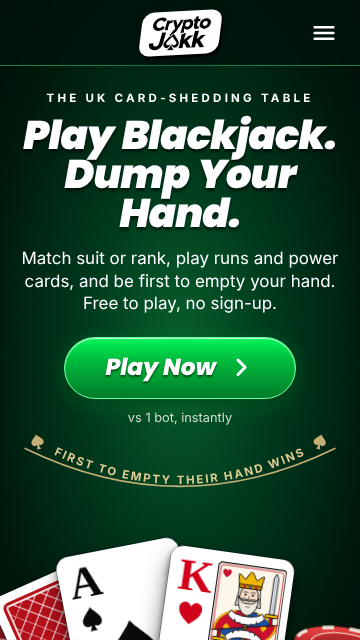 Crypto
Jokk
THE UK CARD-SHEDDING TABLE
Play Blackjack.
Dump Your
Hand.
Match suit or rank, play runs and power
cards, and be first to empty your hand.
Free to play, no sign-up.
Play Now
vs 1 bot, instantly
FIRST TO EMPTY THEIR HAND WINS
A
K